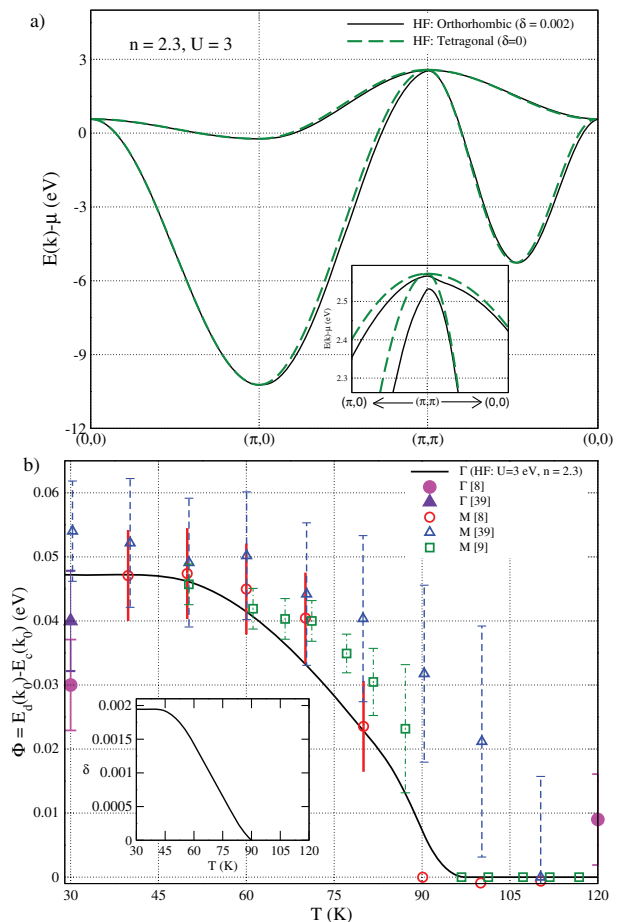 a)
HF: Orthorhombic (δ = 0.002)
HF: Tetragonal (δ=0)
n = 2.3, U = 3
E(k)-μ (eV)
3
0
-3
-6
-9
-12
(0,0)
(π,0)
(π,π)
(0,0)
E(k)-μ (eV)
2.5
2.4
2.3
(π,0)
(π,π)
(0,0)
b)
Γ (HF: U=3 eV, n = 2.3)
Γ [8]
Γ [39]
M [8]
M [39]
M [9]
Φ = E_d(k_0)-E_c(k_0) (eV)
0.06
0.05
0.04
0.03
0.02
0.01
0
30
45
60
75
90
105
120
T (K)
δ
0.002
0.0015
0.001
0.0005
0
30
45
60
75
90
105
120
T (K)